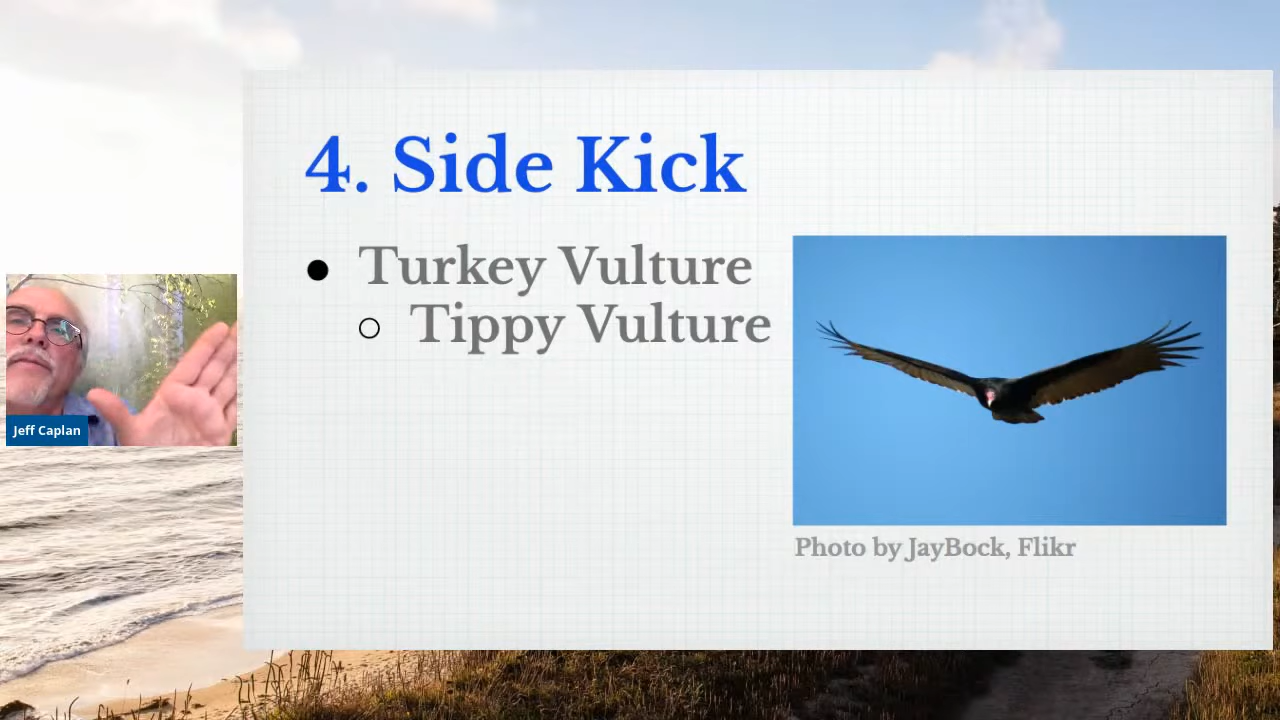 4. Side Kick
Turkey Vulture
Tippy Vulture
Photo by JayBock, Flikr
Jeff Caplan